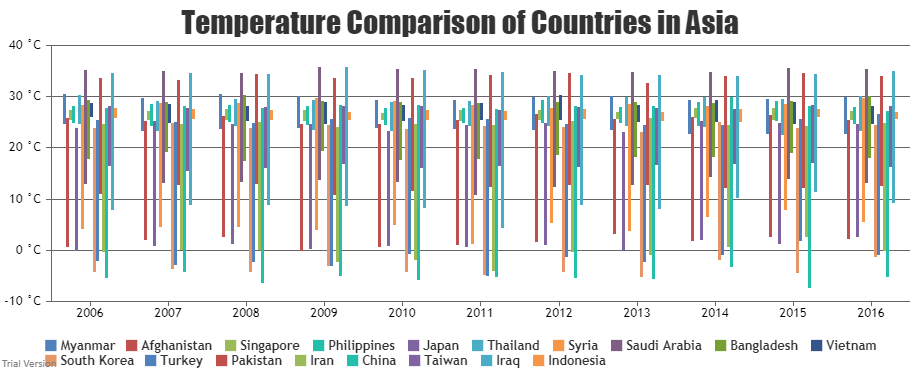 Temperature Comparison of Countries in Asia
40 °C
30 °C
20 °C
10 °C
0 °C
-10 °C
2006 2007 2008 2009 2010 2011 2012 2013 2014 2015 2016
Myanmar Afghanistan Singapore Philippines Japan Thailand Syria Saudi Arabia Bangladesh Vietnam
South Korea Turkey Pakistan Iran China Taiwan Iraq Indonesia
Trial Version